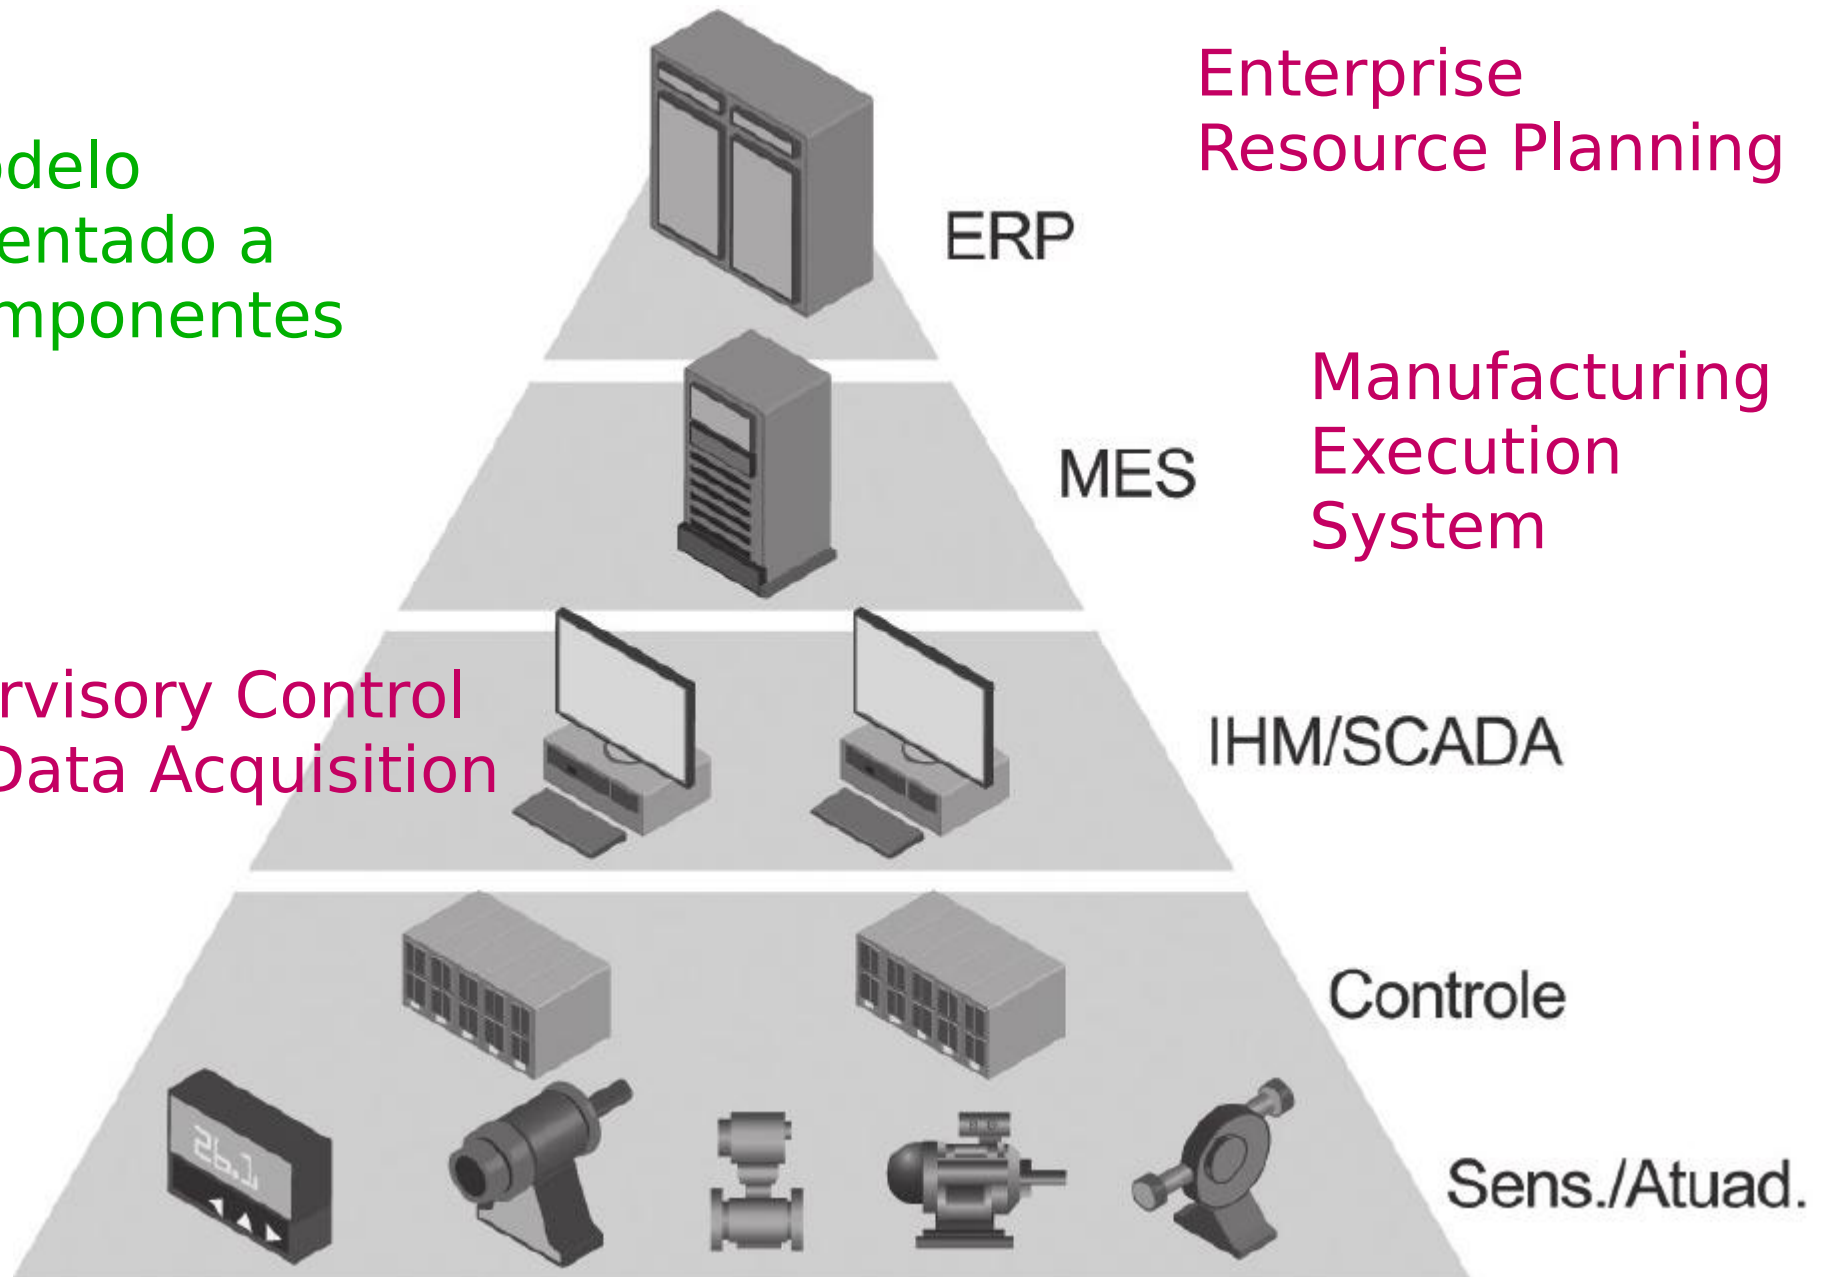 Enterprise
Resource Planning
delo
entado a
mponentes
ERP
Manufacturing
Execution
System
MES
rvisory Control
Data Acquisition
IHM/SCADA
Controle
26.1
Sens./Atuad.